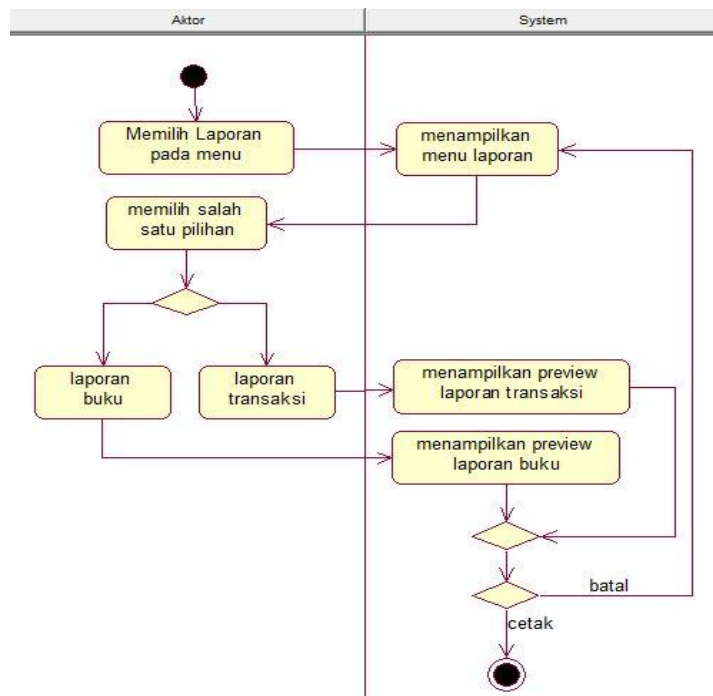 Aktor
System
Memilih Laporan
pada menu
menampilkan
menu laporan
memilih salah
satu pilihan
laporan
buku
laporan
transaksi
menampilkan preview
laporan transaksi
menampilkan preview
laporan buku
batal
cetak